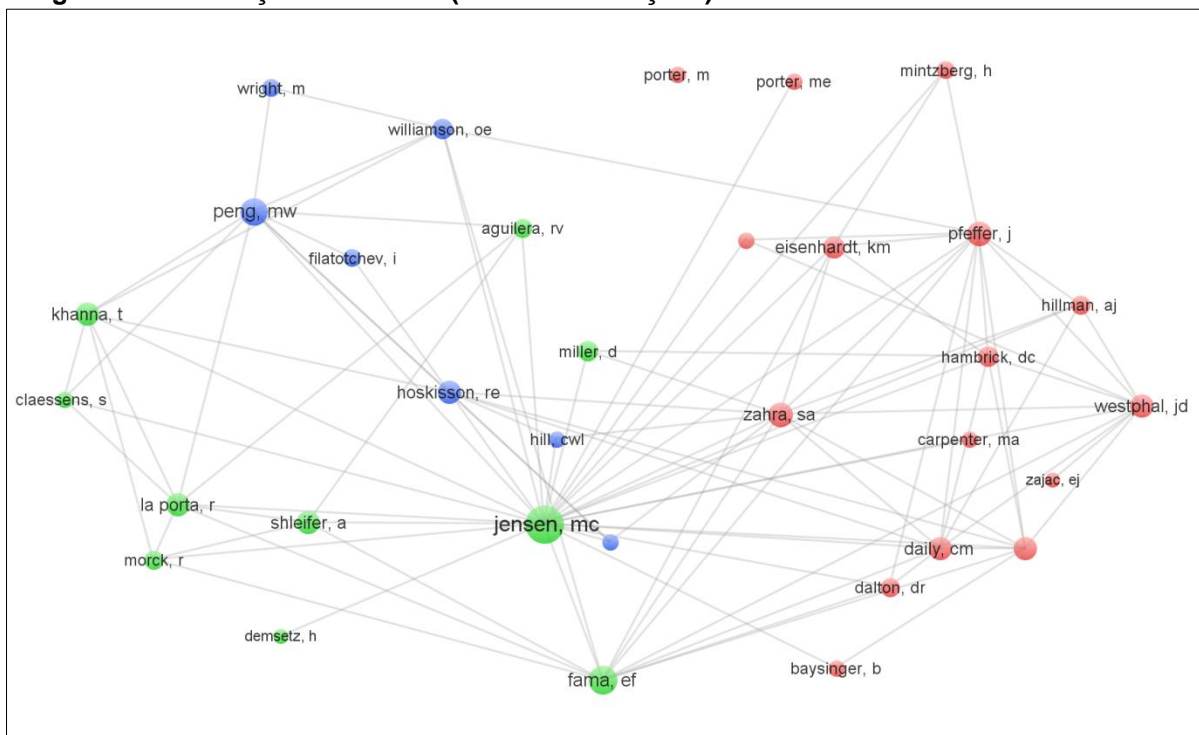 porter, m
mintzberg, h
porter, me
wright, m
williamson, oe
peng, mw
aguilera, rv
pfeffer, j
eisenhardt, km
filatotchev, i
hillman, aj
khanna, t
miller, d
hambrick, dc
hoskisson, re
claessens, s
westphal, jd
zahra, sa
hill, cwl
carpenter, ma
zajac, ej
la porta, r
shleifer, a
jensen, mc
daily, cm
morck, r
dalton, dr
demsetz, h
baysinger, b
fama, ef